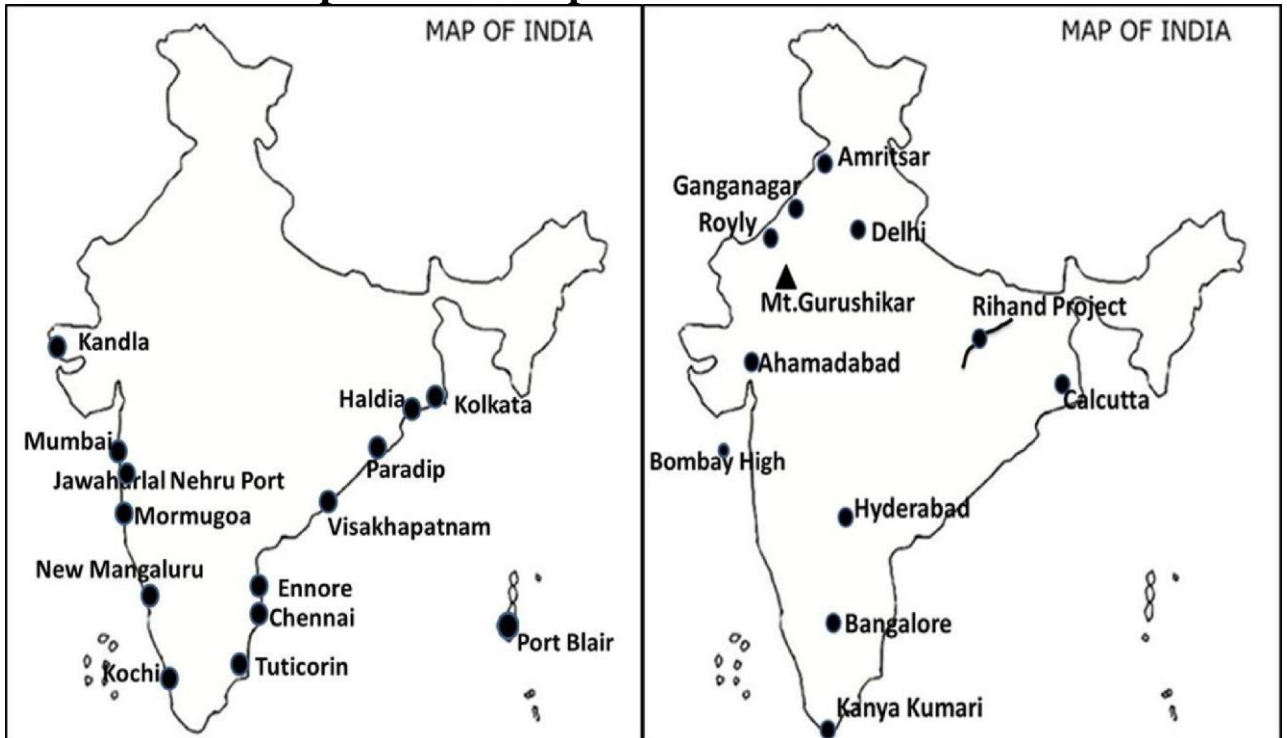 MAP OF INDIA
Kandla
Haldia
Kolkata
Mumbai
Paradip
Jawaharlal Nehru Port
Mormugoa
Visakhapatnam
New Mangaluru
Ennore
Chennai
Port Blair
Kochi
Tuticorin
MAP OF INDIA
Amritsar
Ganganagar
Royly
Delhi
Mt.Gurushikar
Rihand Project
Ahamadabad
Calcutta
Bombay High
Hyderabad
Bangalore
Kanya Kumari